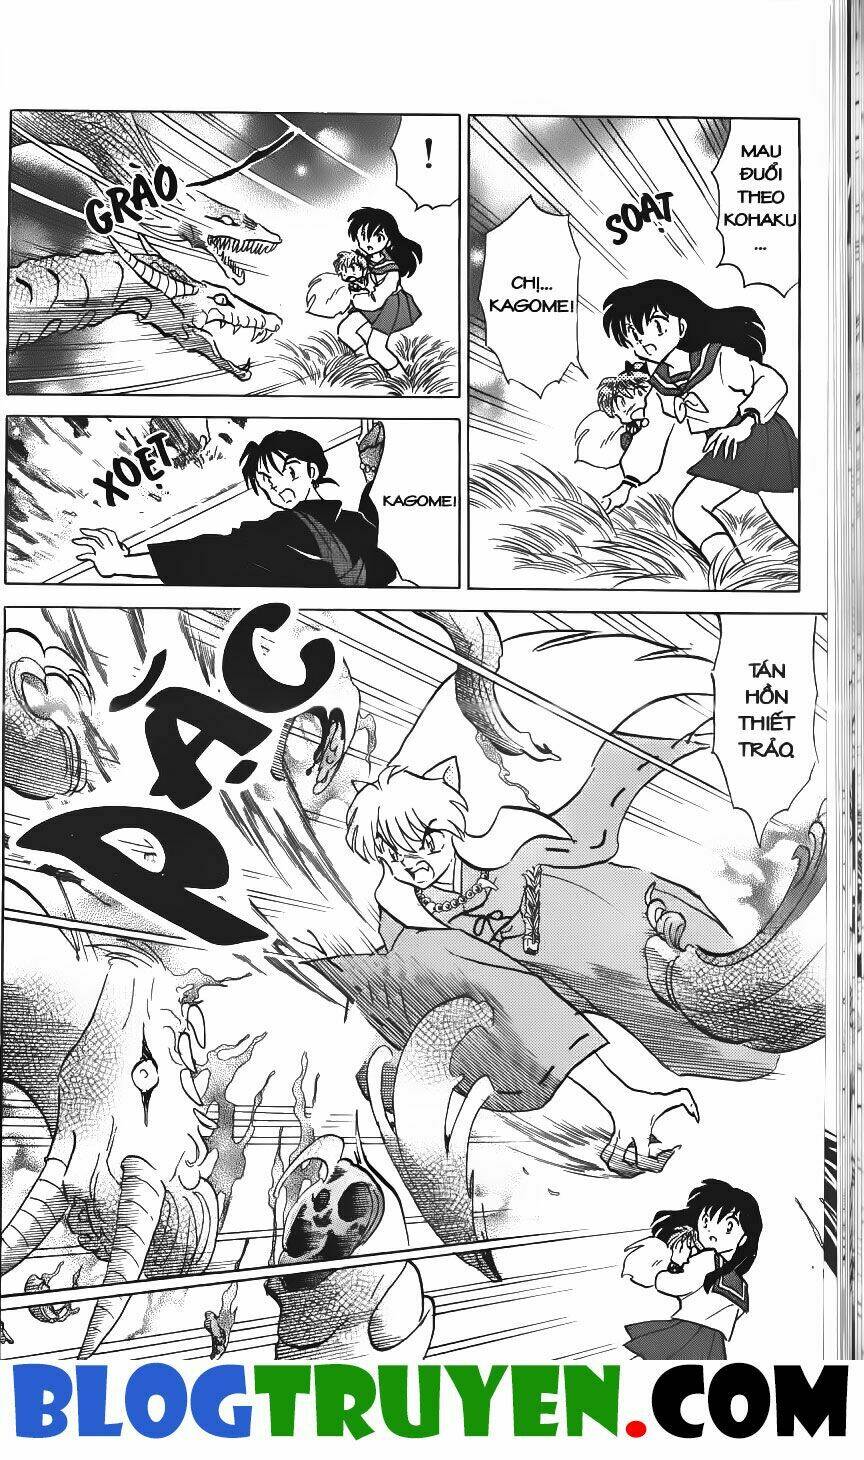 MAU
ĐUỔI
THEO
KOHAKU
...
SOẠT
CHỊ...
KAGOME!
!
GRÀO
KAGOME!
XOẸT
TÁN
HỒN
THIẾT
TRẢO.
PẶC
BLOGTRUYEN.COM